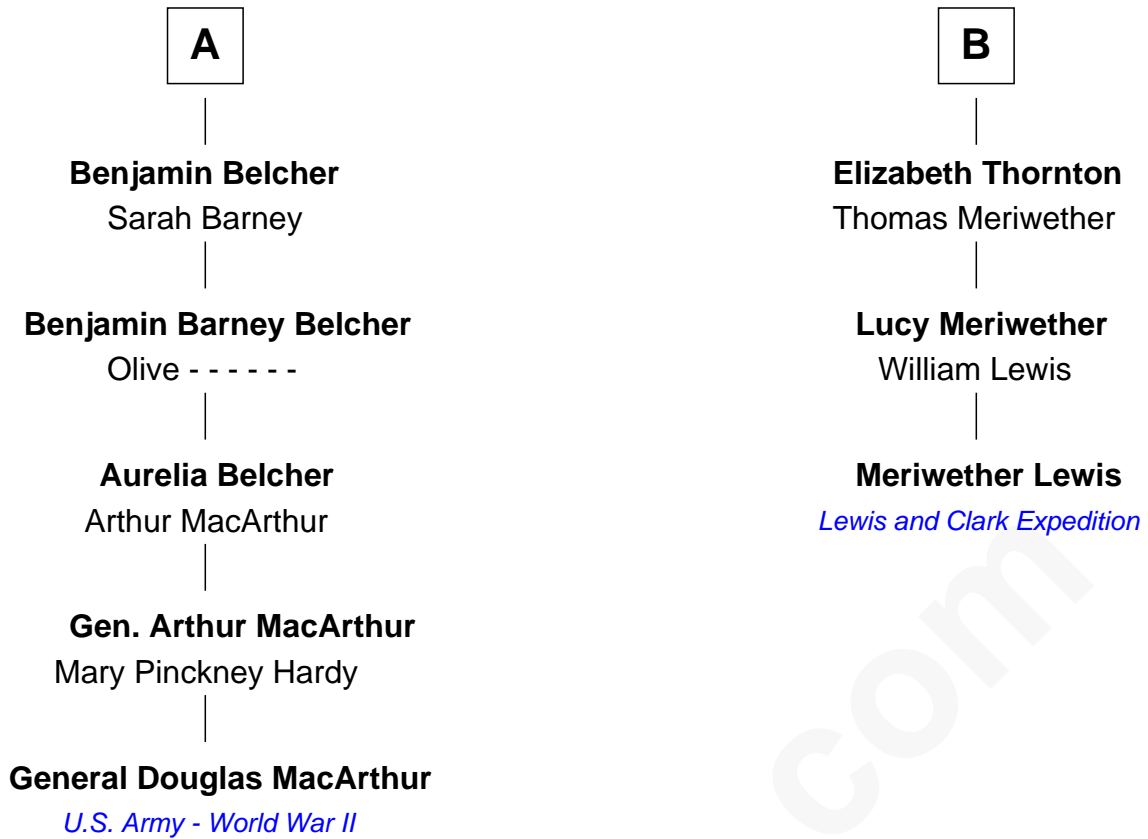 A
Benjamin Belcher
Sarah Barney
Benjamin Barney Belcher
Olive - - - - - -
Aurelia Belcher
Arthur MacArthur
Gen. Arthur MacArthur
Mary Pinckney Hardy
General Douglas MacArthur
U.S. Army - World War II
B
Elizabeth Thornton
Thomas Meriwether
Lucy Meriwether
William Lewis
Meriwether Lewis
Lewis and Clark Expedition
com